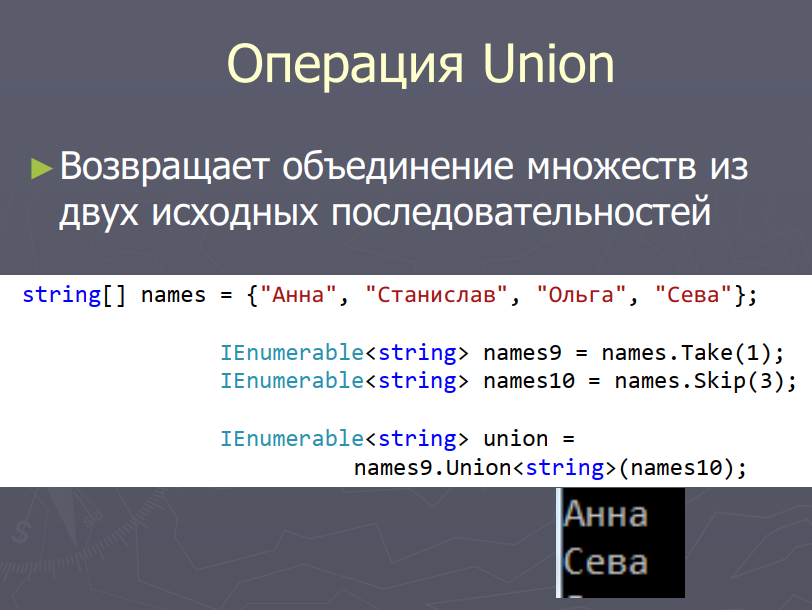 Операция Union
►Возвращает объединение множеств из
двух исходных последовательностей
string[] names = {"Анна", "Станислав", "Ольга", "Сева"};
IEnumerable<string> names9 = names.Take(1);
IEnumerable<string> names10 = names.Skip(3);
IEnumerable<string> union =
names9.Union<string>(names10);
Анна
Сева